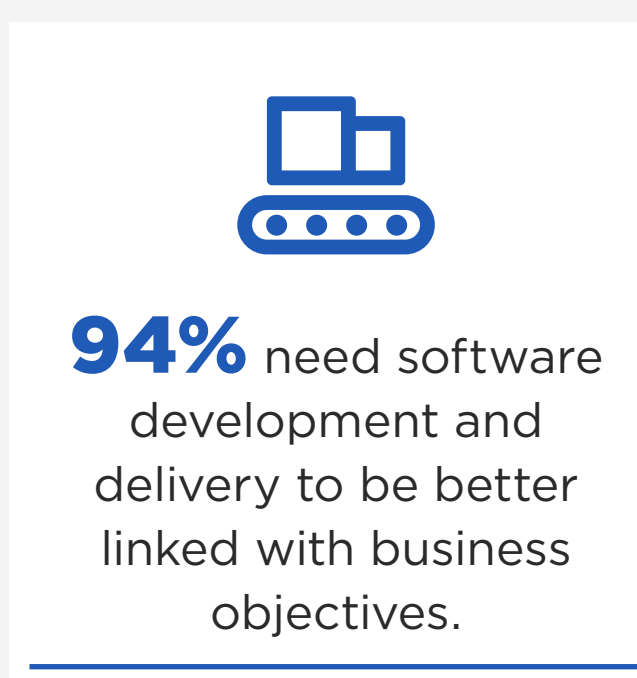 94% need software
development and
delivery to be better
linked with business
objectives.